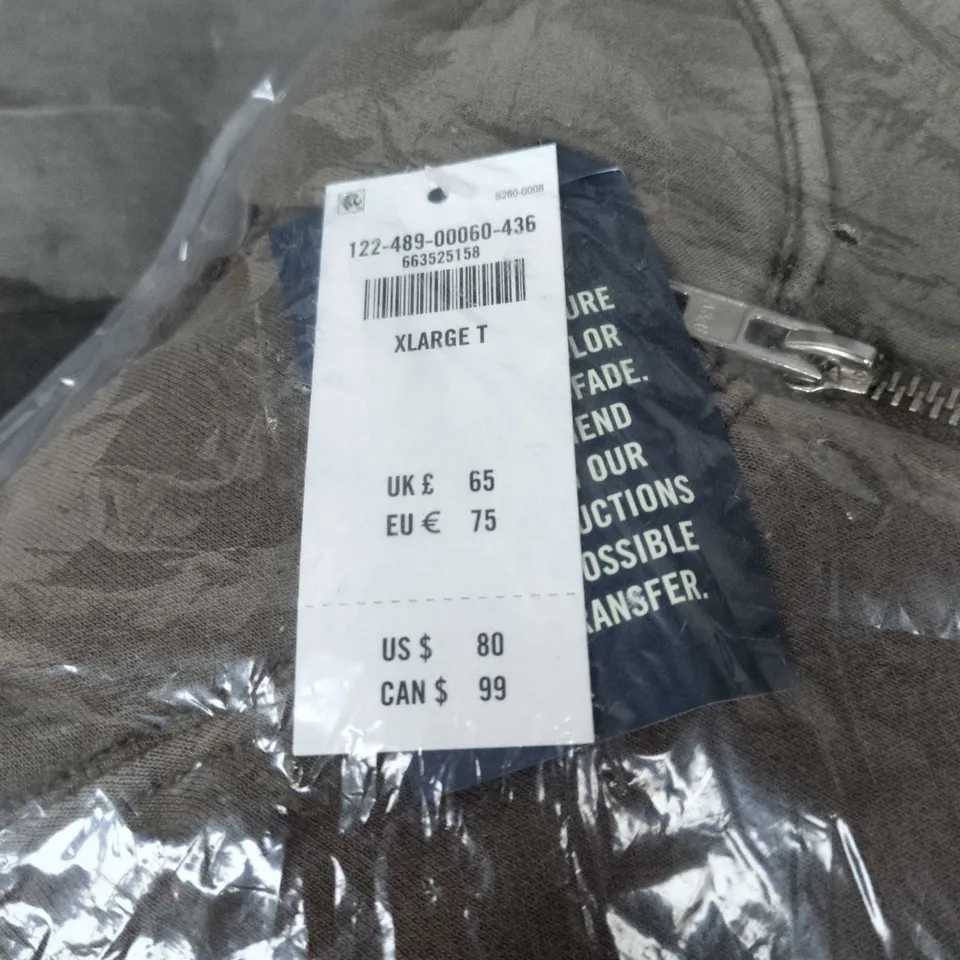 9260-0008
122-489-00060-436
663525158
XLARGE T
UK £ 65
EU € 75
US $ 80
CAN $ 99
URE
LOR
FADE.
END
OUR
UCTIONS
OSSIBLE
ANSFER.